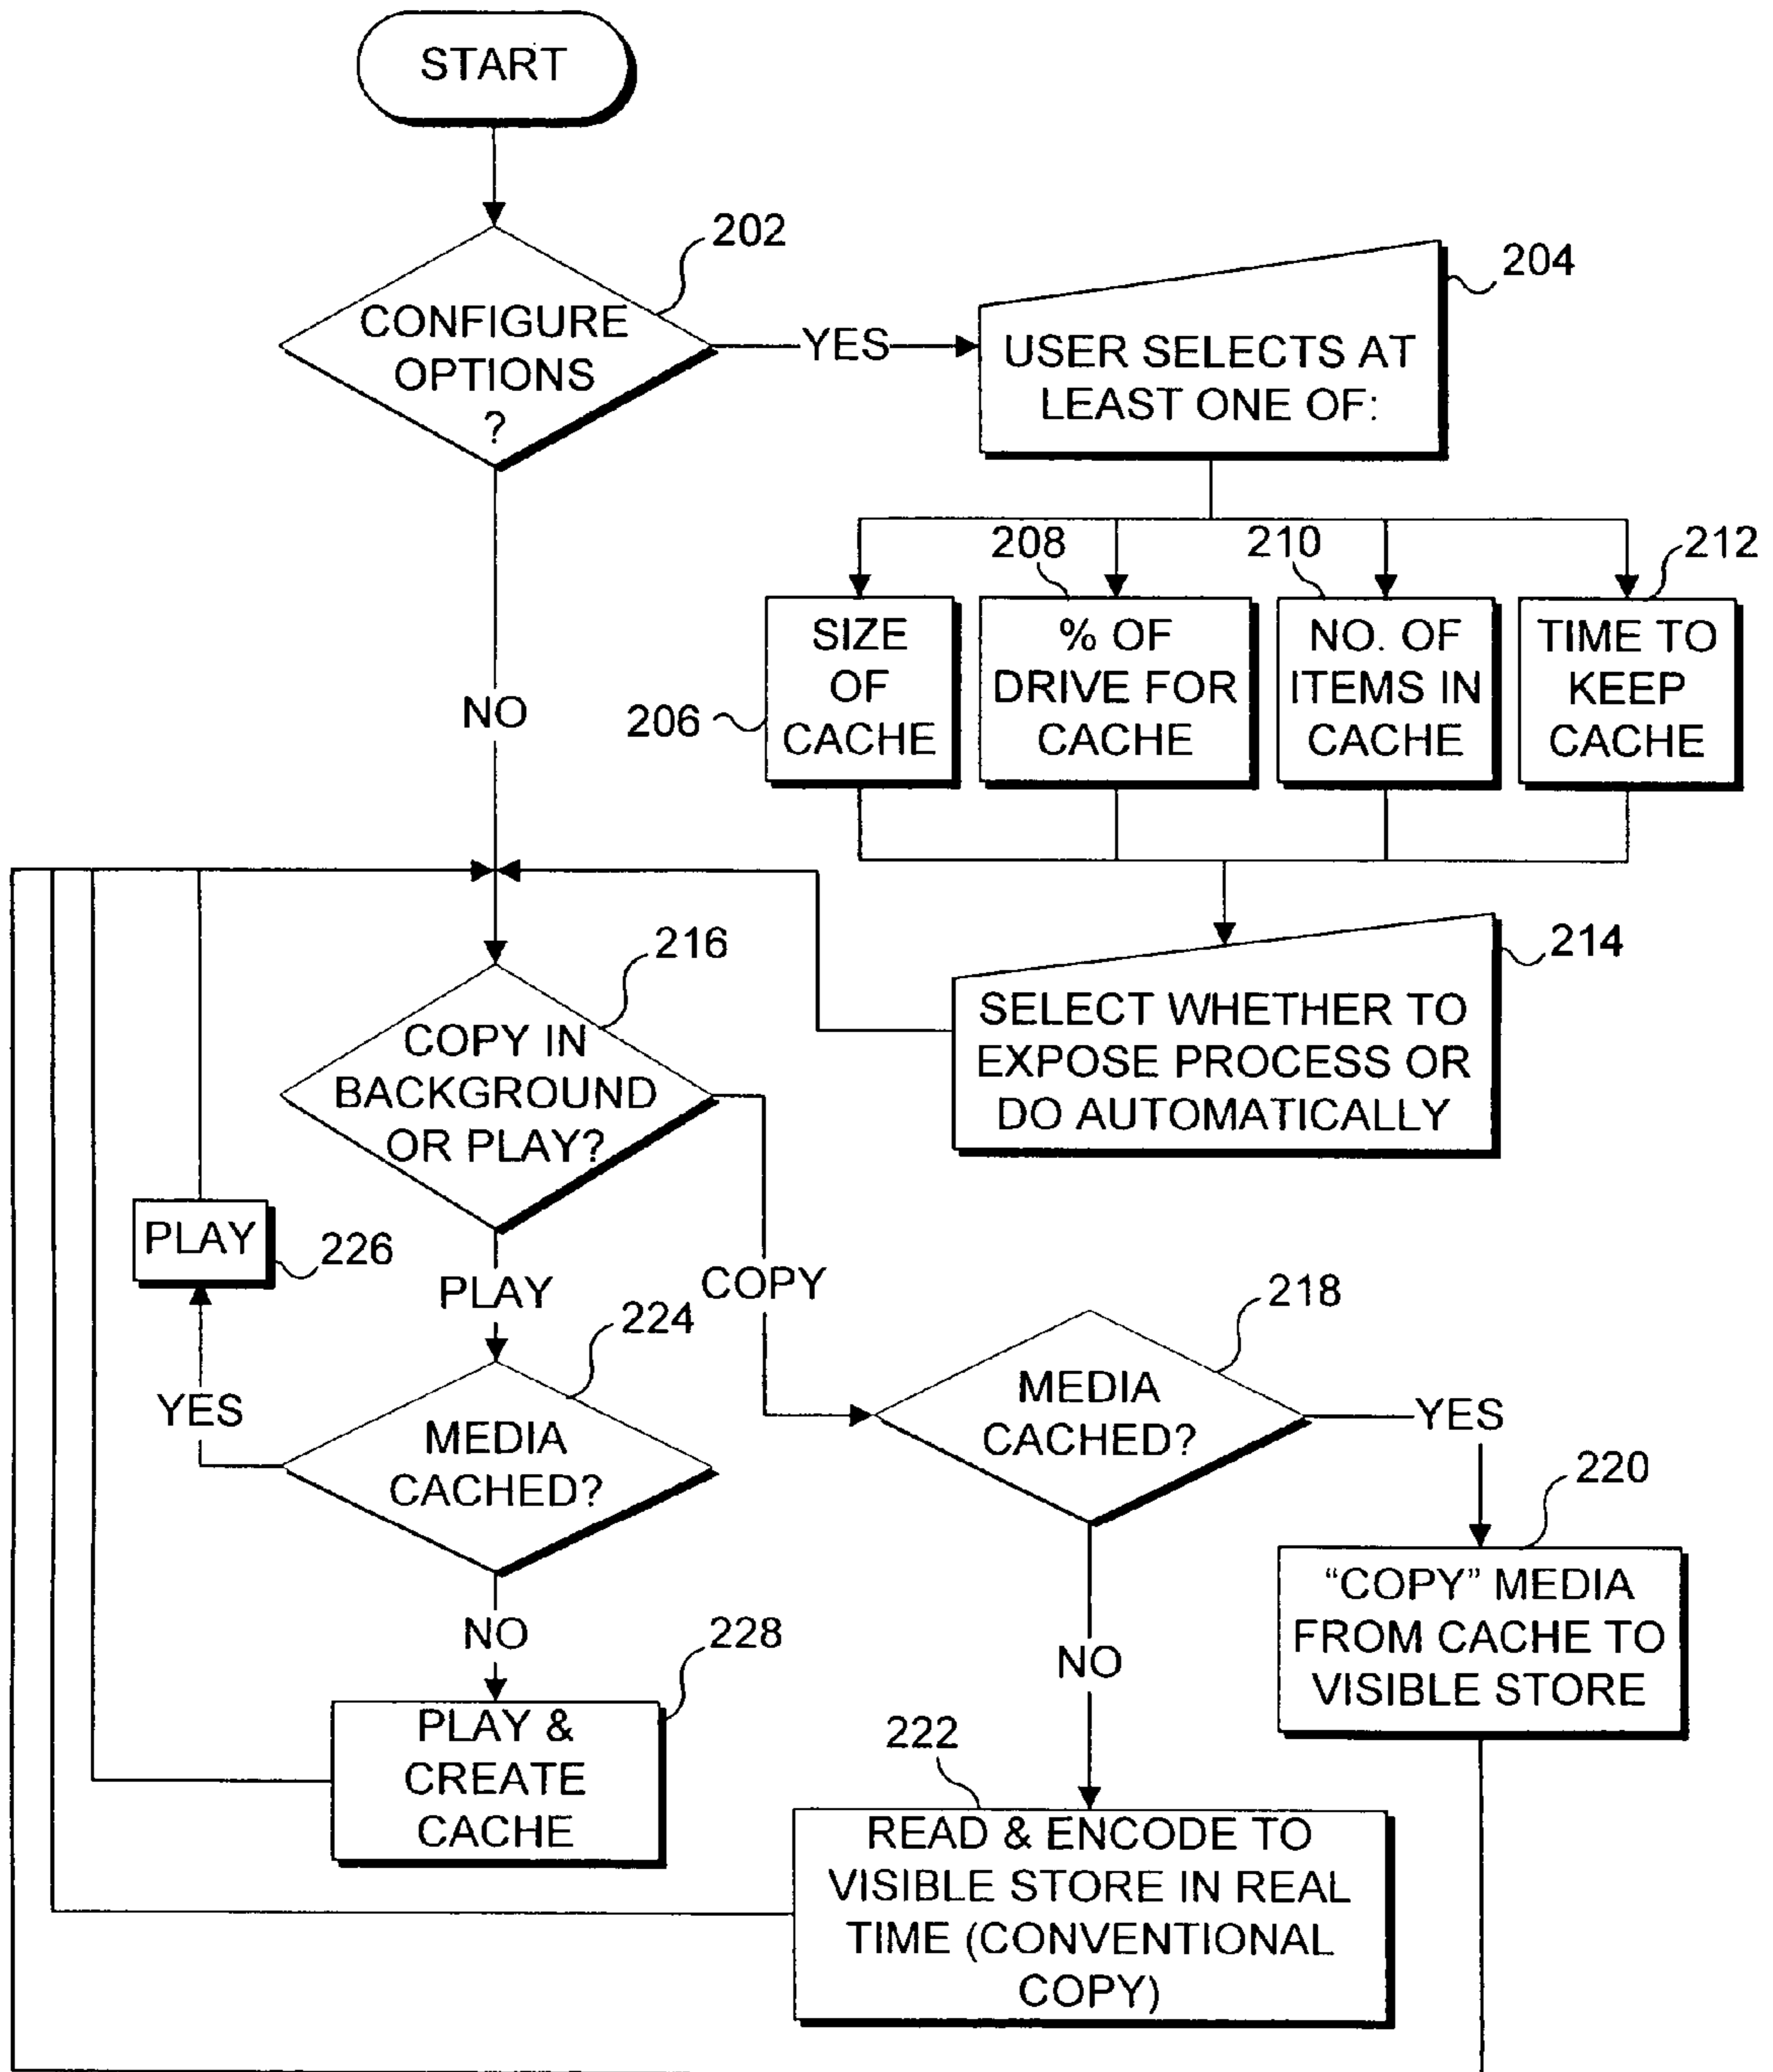 START
202
CONFIGURE
OPTIONS
?
YES
204
USER SELECTS AT
LEAST ONE OF:
NO
206
SIZE
OF
CACHE
208
% OF
DRIVE FOR
CACHE
210
NO. OF
ITEMS IN
CACHE
212
TIME TO
KEEP
CACHE
214
SELECT WHETHER TO
EXPOSE PROCESS OR
DO AUTOMATICALLY
216
COPY IN
BACKGROUND
OR PLAY?
PLAY
226
PLAY
COPY
224
MEDIA
CACHED?
YES
NO
228
PLAY &
CREATE
CACHE
218
MEDIA
CACHED?
YES
220
“COPY” MEDIA
FROM CACHE TO
VISIBLE STORE
NO
222
READ & ENCODE TO
VISIBLE STORE IN REAL
TIME (CONVENTIONAL
COPY)